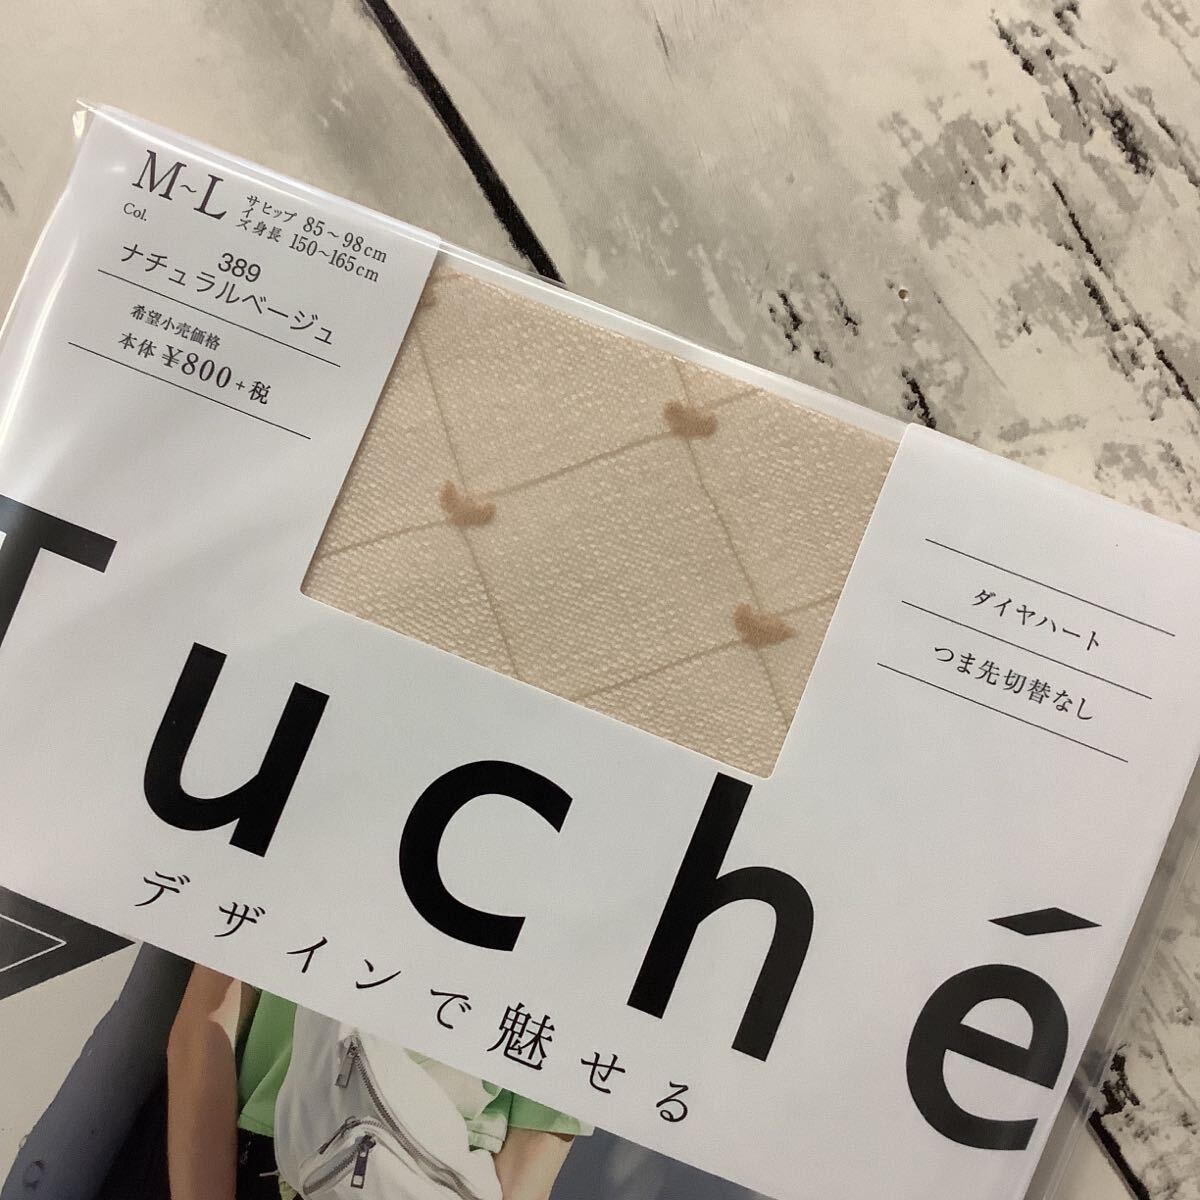 M~L サイズ ヒップ 85~98cm
身長 150~165cm
Col.
389
ナチュラルベージュ
希望小売価格
本体 ¥800+税
ダイヤハート
つま先切替なし
Tuché
デザインで魅せる